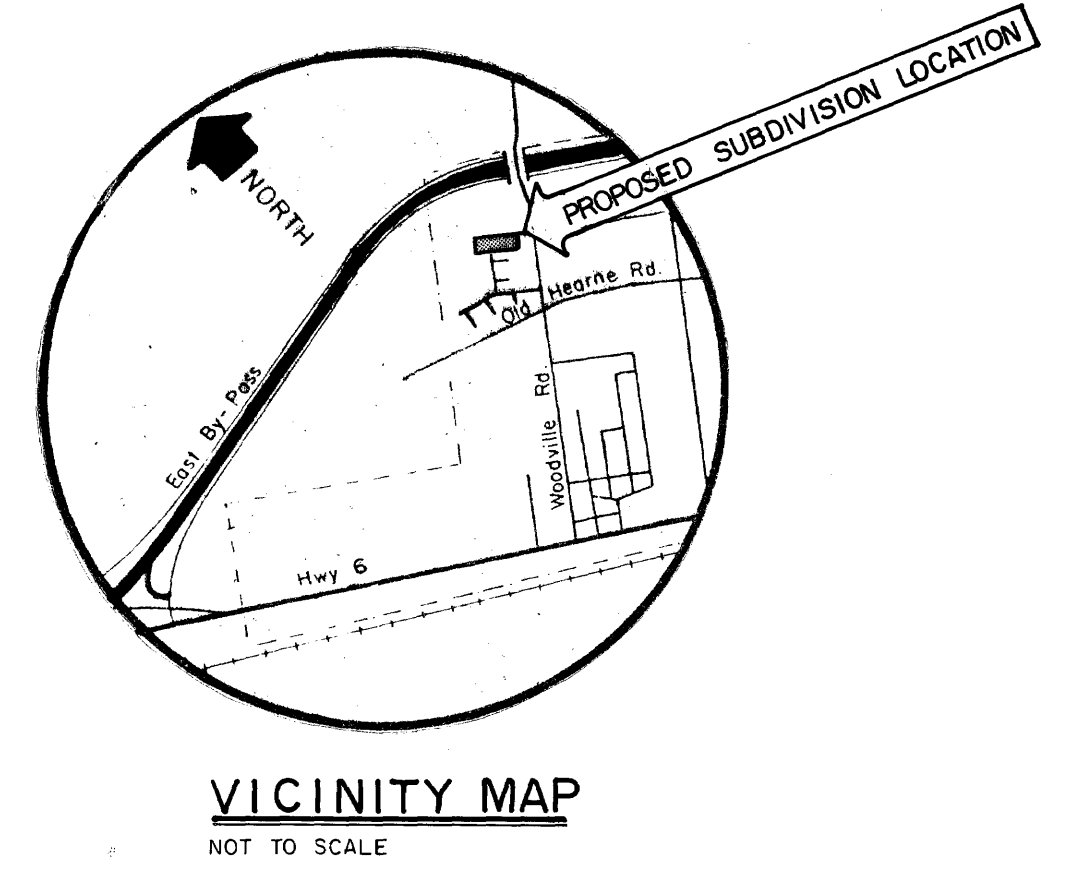 PROPOSED SUBDIVISION LOCATION
NORTH
Old Hearne Rd.
East By-Pass
Woodville Rd.
Hwy 6
VICINITY MAP
NOT TO SCALE